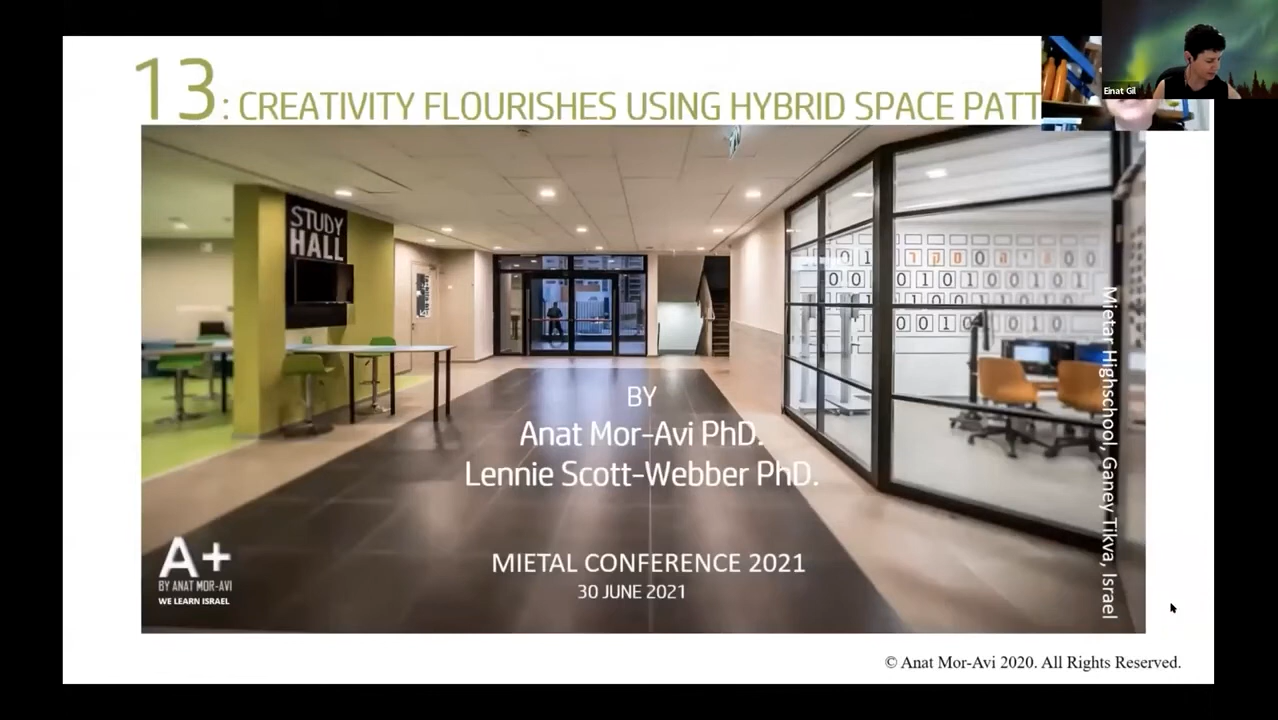 13: CREATIVITY FLOURISHES USING HYBRID SPACE PATT
Einat Gil
STUDY
HALL
BY
Anat Mor-Avi PhD.
Lennie Scott-Webber PhD.
MIETAL CONFERENCE 2021
30 JUNE 2021
A+
BY ANAT MOR-AVI
WE LEARN ISRAEL
Mietar Highschool, Ganey Tikva, Israel
© Anat Mor-Avi 2020. All Rights Reserved.